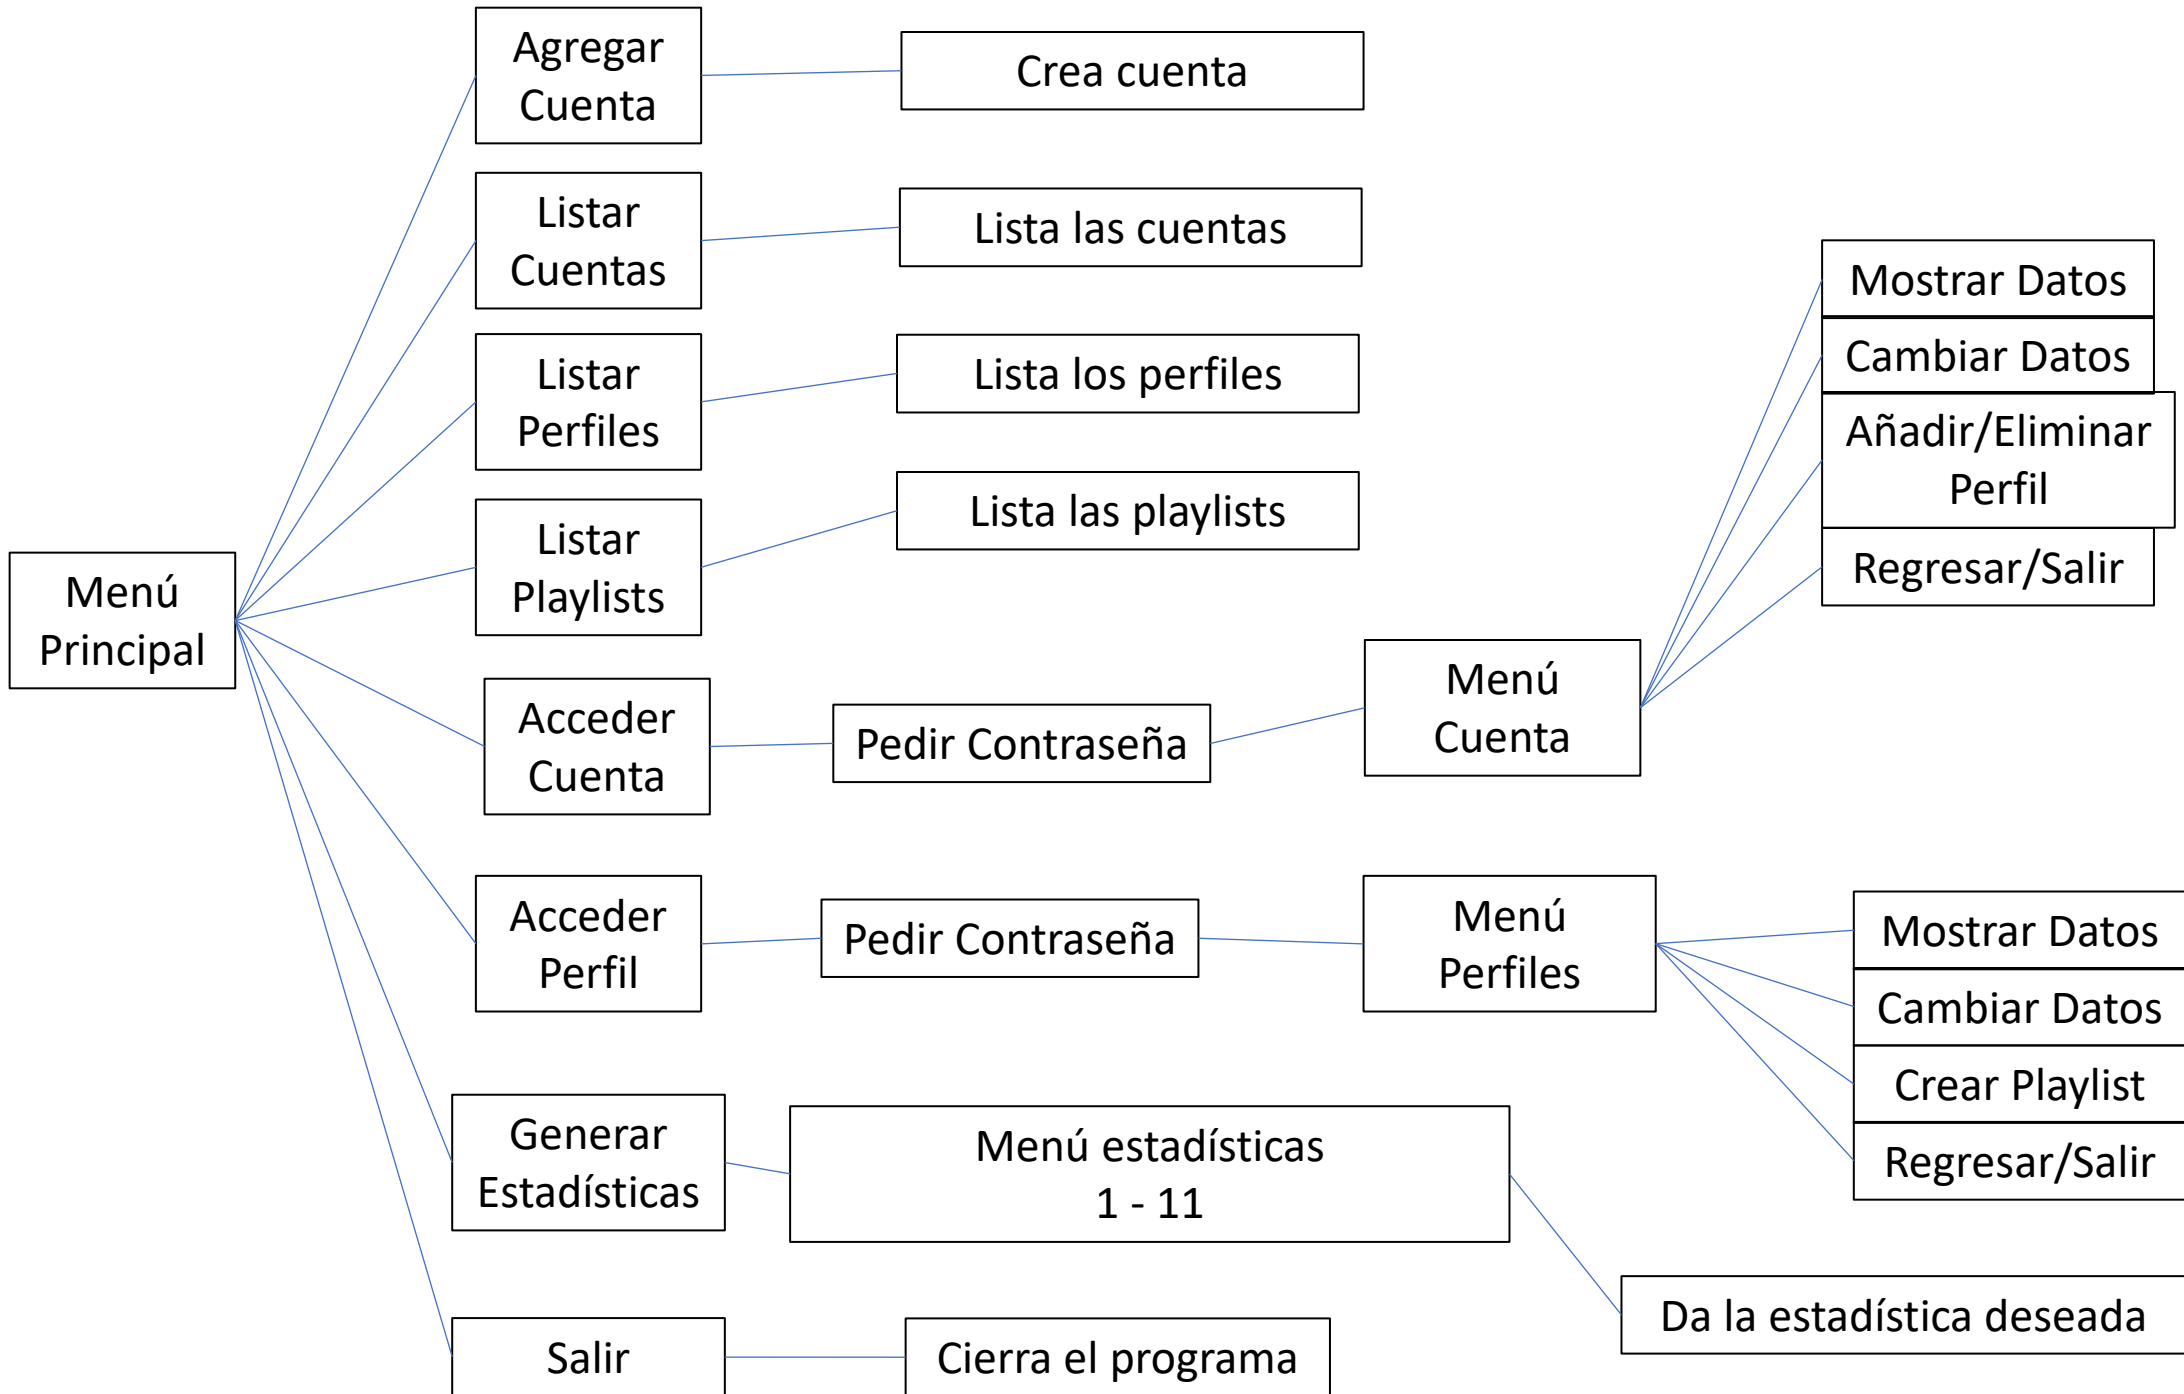 Agregar
Cuenta
Crea cuenta
Listar
Cuentas
Lista las cuentas
Listar
Perfiles
Lista los perfiles
Listar
Playlists
Lista las playlists
Menú
Principal
Acceder
Cuenta
Pedir Contraseña
Menú
Cuenta
Mostrar Datos
Cambiar Datos
Añadir/Eliminar
Perfil
Regresar/Salir
Acceder
Perfil
Pedir Contraseña
Menú
Perfiles
Mostrar Datos
Cambiar Datos
Crear Playlist
Regresar/Salir
Generar
Estadísticas
Menú estadísticas
1 - 11
Da la estadística deseada
Salir
Cierra el programa